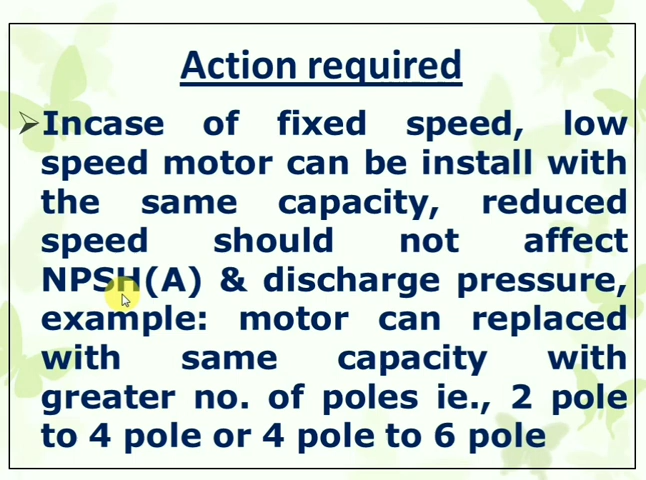 Action required
➢Incase of fixed speed, low
speed motor can be install with
the same capacity, reduced
speed should not affect
NPSH(A) & discharge pressure,
example: motor can replaced
with same capacity with
greater no. of poles ie., 2 pole
to 4 pole or 4 pole to 6 pole